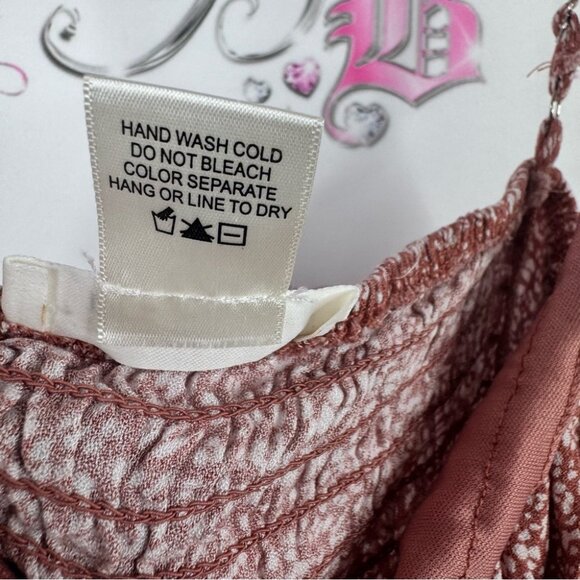 B
HAND WASH COLD
DO NOT BLEACH
COLOR SEPARATE
HANG OR LINE TO DRY